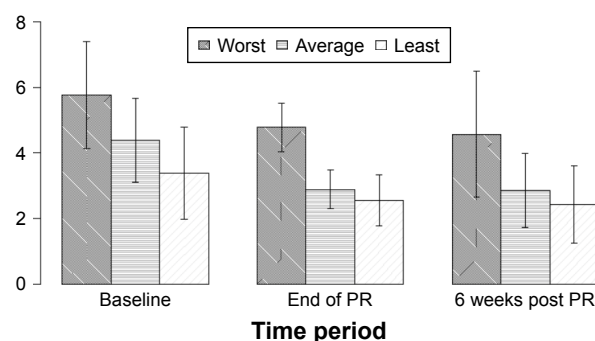 8
6
4
2
0
Worst Average Least
Baseline
End of PR
6 weeks post PR
Time period